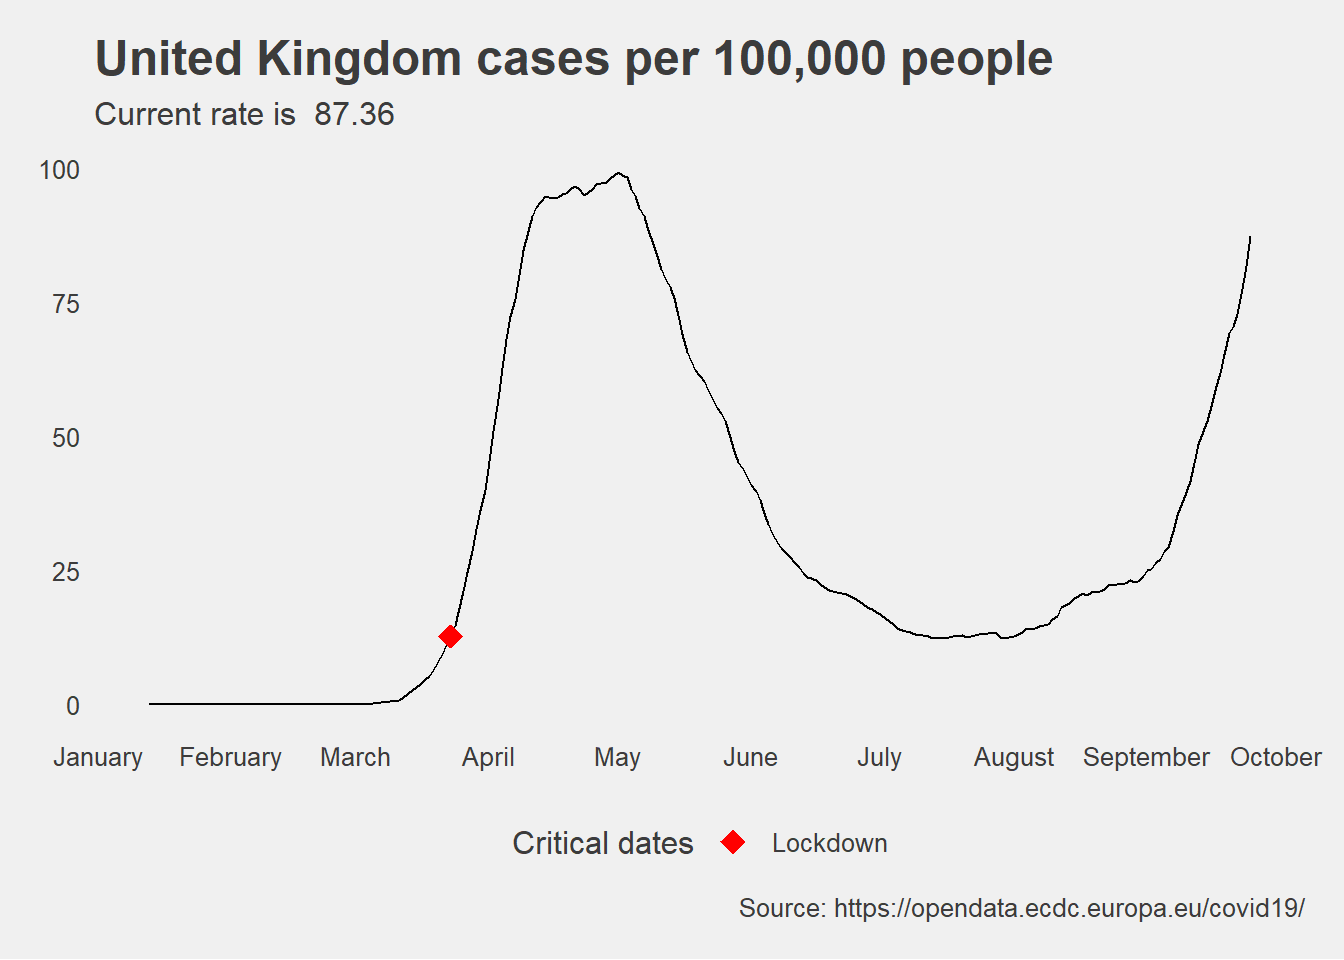 United Kingdom cases per 100,000 people
Current rate is  87.36
100
75
50
25
0
January February March April May June July August September October
Critical dates Lockdown
Source: https://opendata.ecdc.europa.eu/covid19/